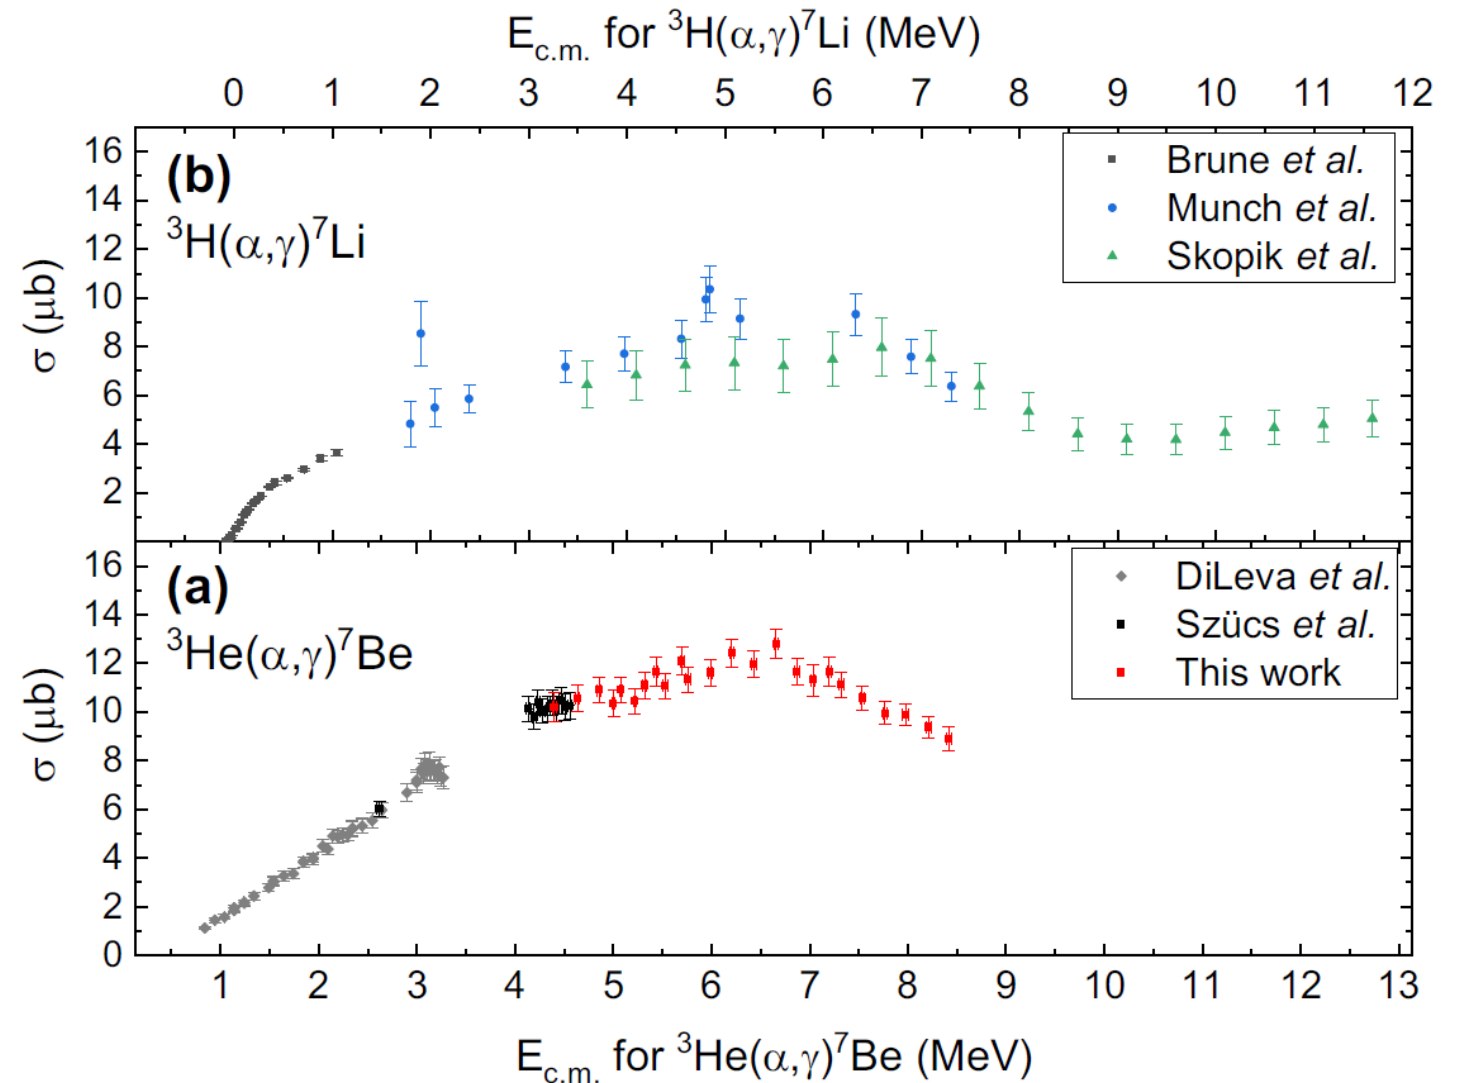 E_c.m. for ³H(α,γ)⁷Li (MeV)
0 1 2 3 4 5 6 7 8 9 10 11 12
16
14
12
10
8
6
4
2
σ (μb)
(b)
³H(α,γ)⁷Li
Brune et al.
Munch et al.
Skopik et al.
16
14
12
10
8
6
4
2
0
σ (μb)
(a)
³He(α,γ)⁷Be
DiLeva et al.
Szücs et al.
This work
1 2 3 4 5 6 7 8 9 10 11 12 13
E_c.m. for ³He(α,γ)⁷Be (MeV)